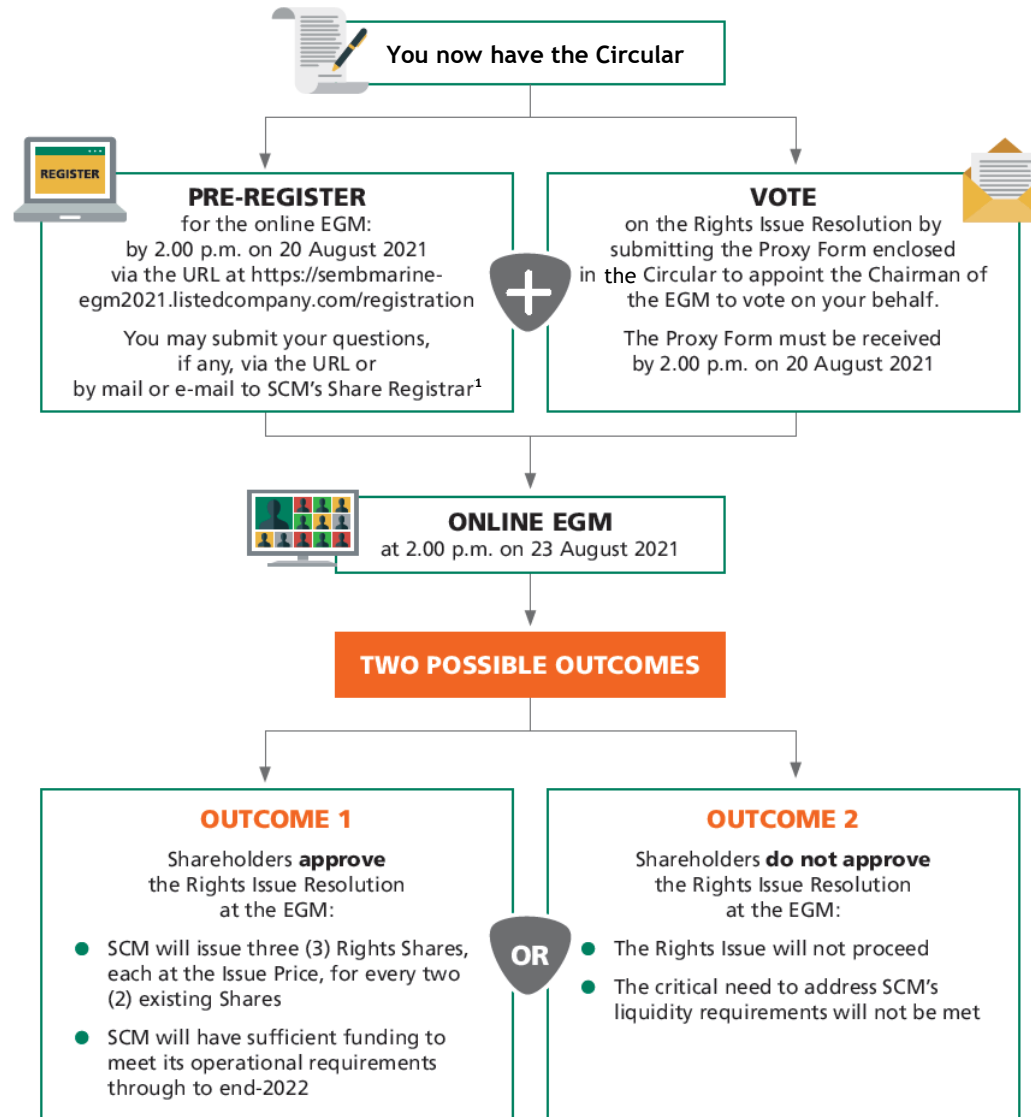 You now have the Circular
REGISTER
PRE-REGISTER
for the online EGM:
by 2.00 p.m. on 20 August 2021
via the URL at https://sembmarine-
egm2021.listedcompany.com/registration
You may submit your questions,
if any, via the URL or
by mail or e-mail to SCM's Share Registrar¹
+
VOTE
on the Rights Issue Resolution by
submitting the Proxy Form enclosed
in the Circular to appoint the Chairman of
the EGM to vote on your behalf.
The Proxy Form must be received
by 2.00 p.m. on 20 August 2021
ONLINE EGM
at 2.00 p.m. on 23 August 2021
TWO POSSIBLE OUTCOMES
OUTCOME 1
Shareholders approve
the Rights Issue Resolution
at the EGM:
● SCM will issue three (3) Rights Shares,
each at the Issue Price, for every two
(2) existing Shares
● SCM will have sufficient funding to
meet its operational requirements
through to end-2022
OR
OUTCOME 2
Shareholders do not approve
the Rights Issue Resolution
at the EGM:
● The Rights Issue will not proceed
● The critical need to address SCM's
liquidity requirements will not be met